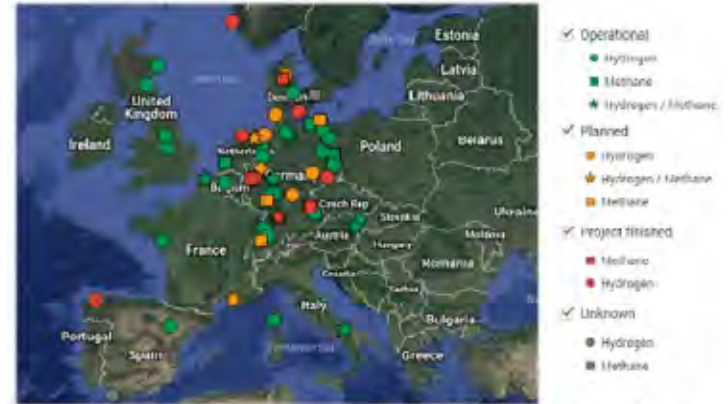 Estonia
Latvia
Lithuania
United
Kingdom
Ireland
Poland
Belarus
Belgium
Czech Rep
Slovakia
Ukraine
Austria
Hungary
Moldova
France
Romania
Italy
Bulgaria
Portugal
Spain
Greece
Operational
Hydrogen
Methane
Hydrogen / Methane
Planned
Hydrogen
Hydrogen / Methane
Methane
Project finished
Methane
Hydrogen
Unknown
Hydrogen
Methane